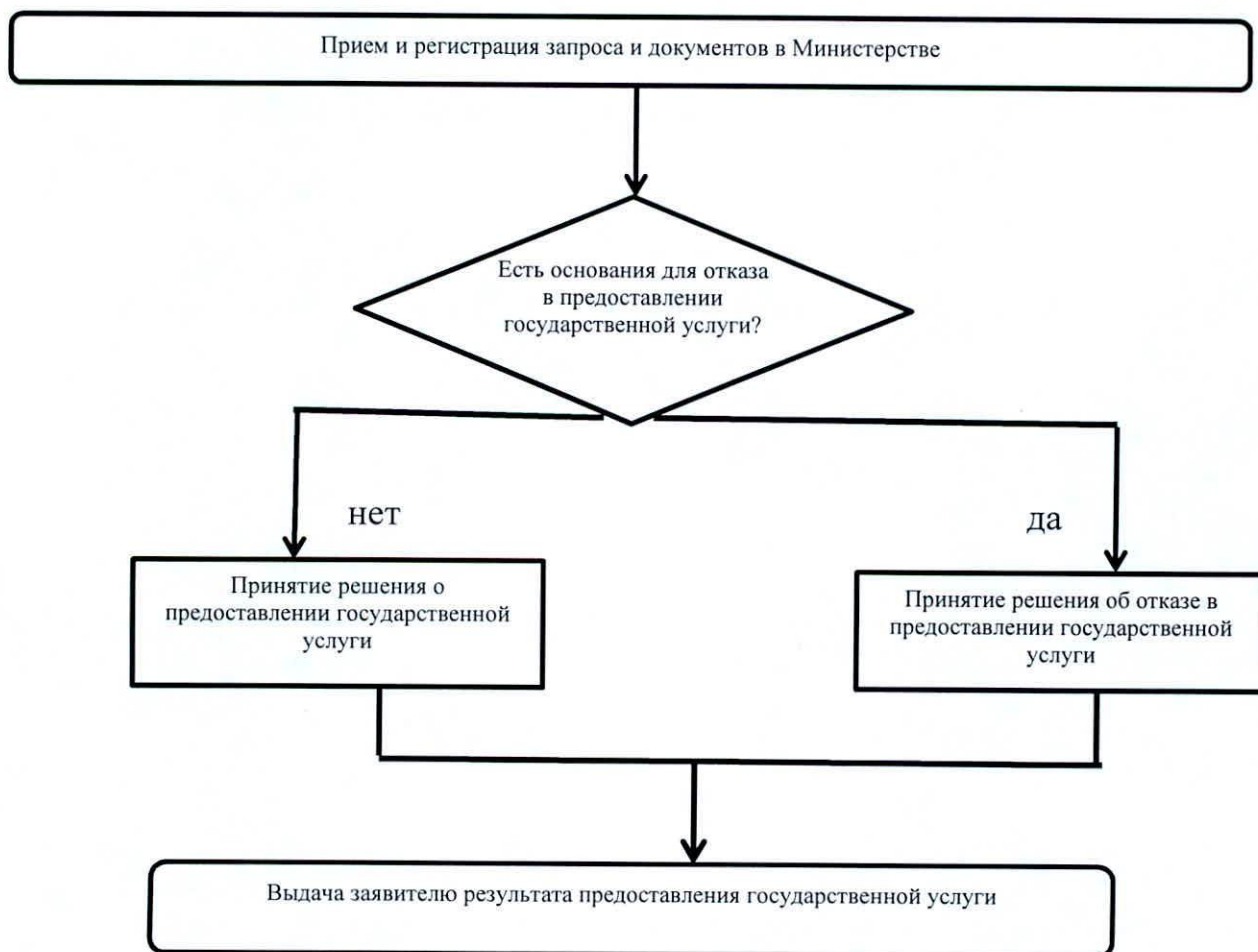 Прием и регистрация запроса и документов в Министерстве
Есть основания для отказа
в предоставлении
государственной услуги?
нет
да
Принятие решения о
предоставлении государственной
услуги
Принятие решения об отказе в
предоставлении государственной
услуги
Выдача заявителю результата предоставления государственной услуги